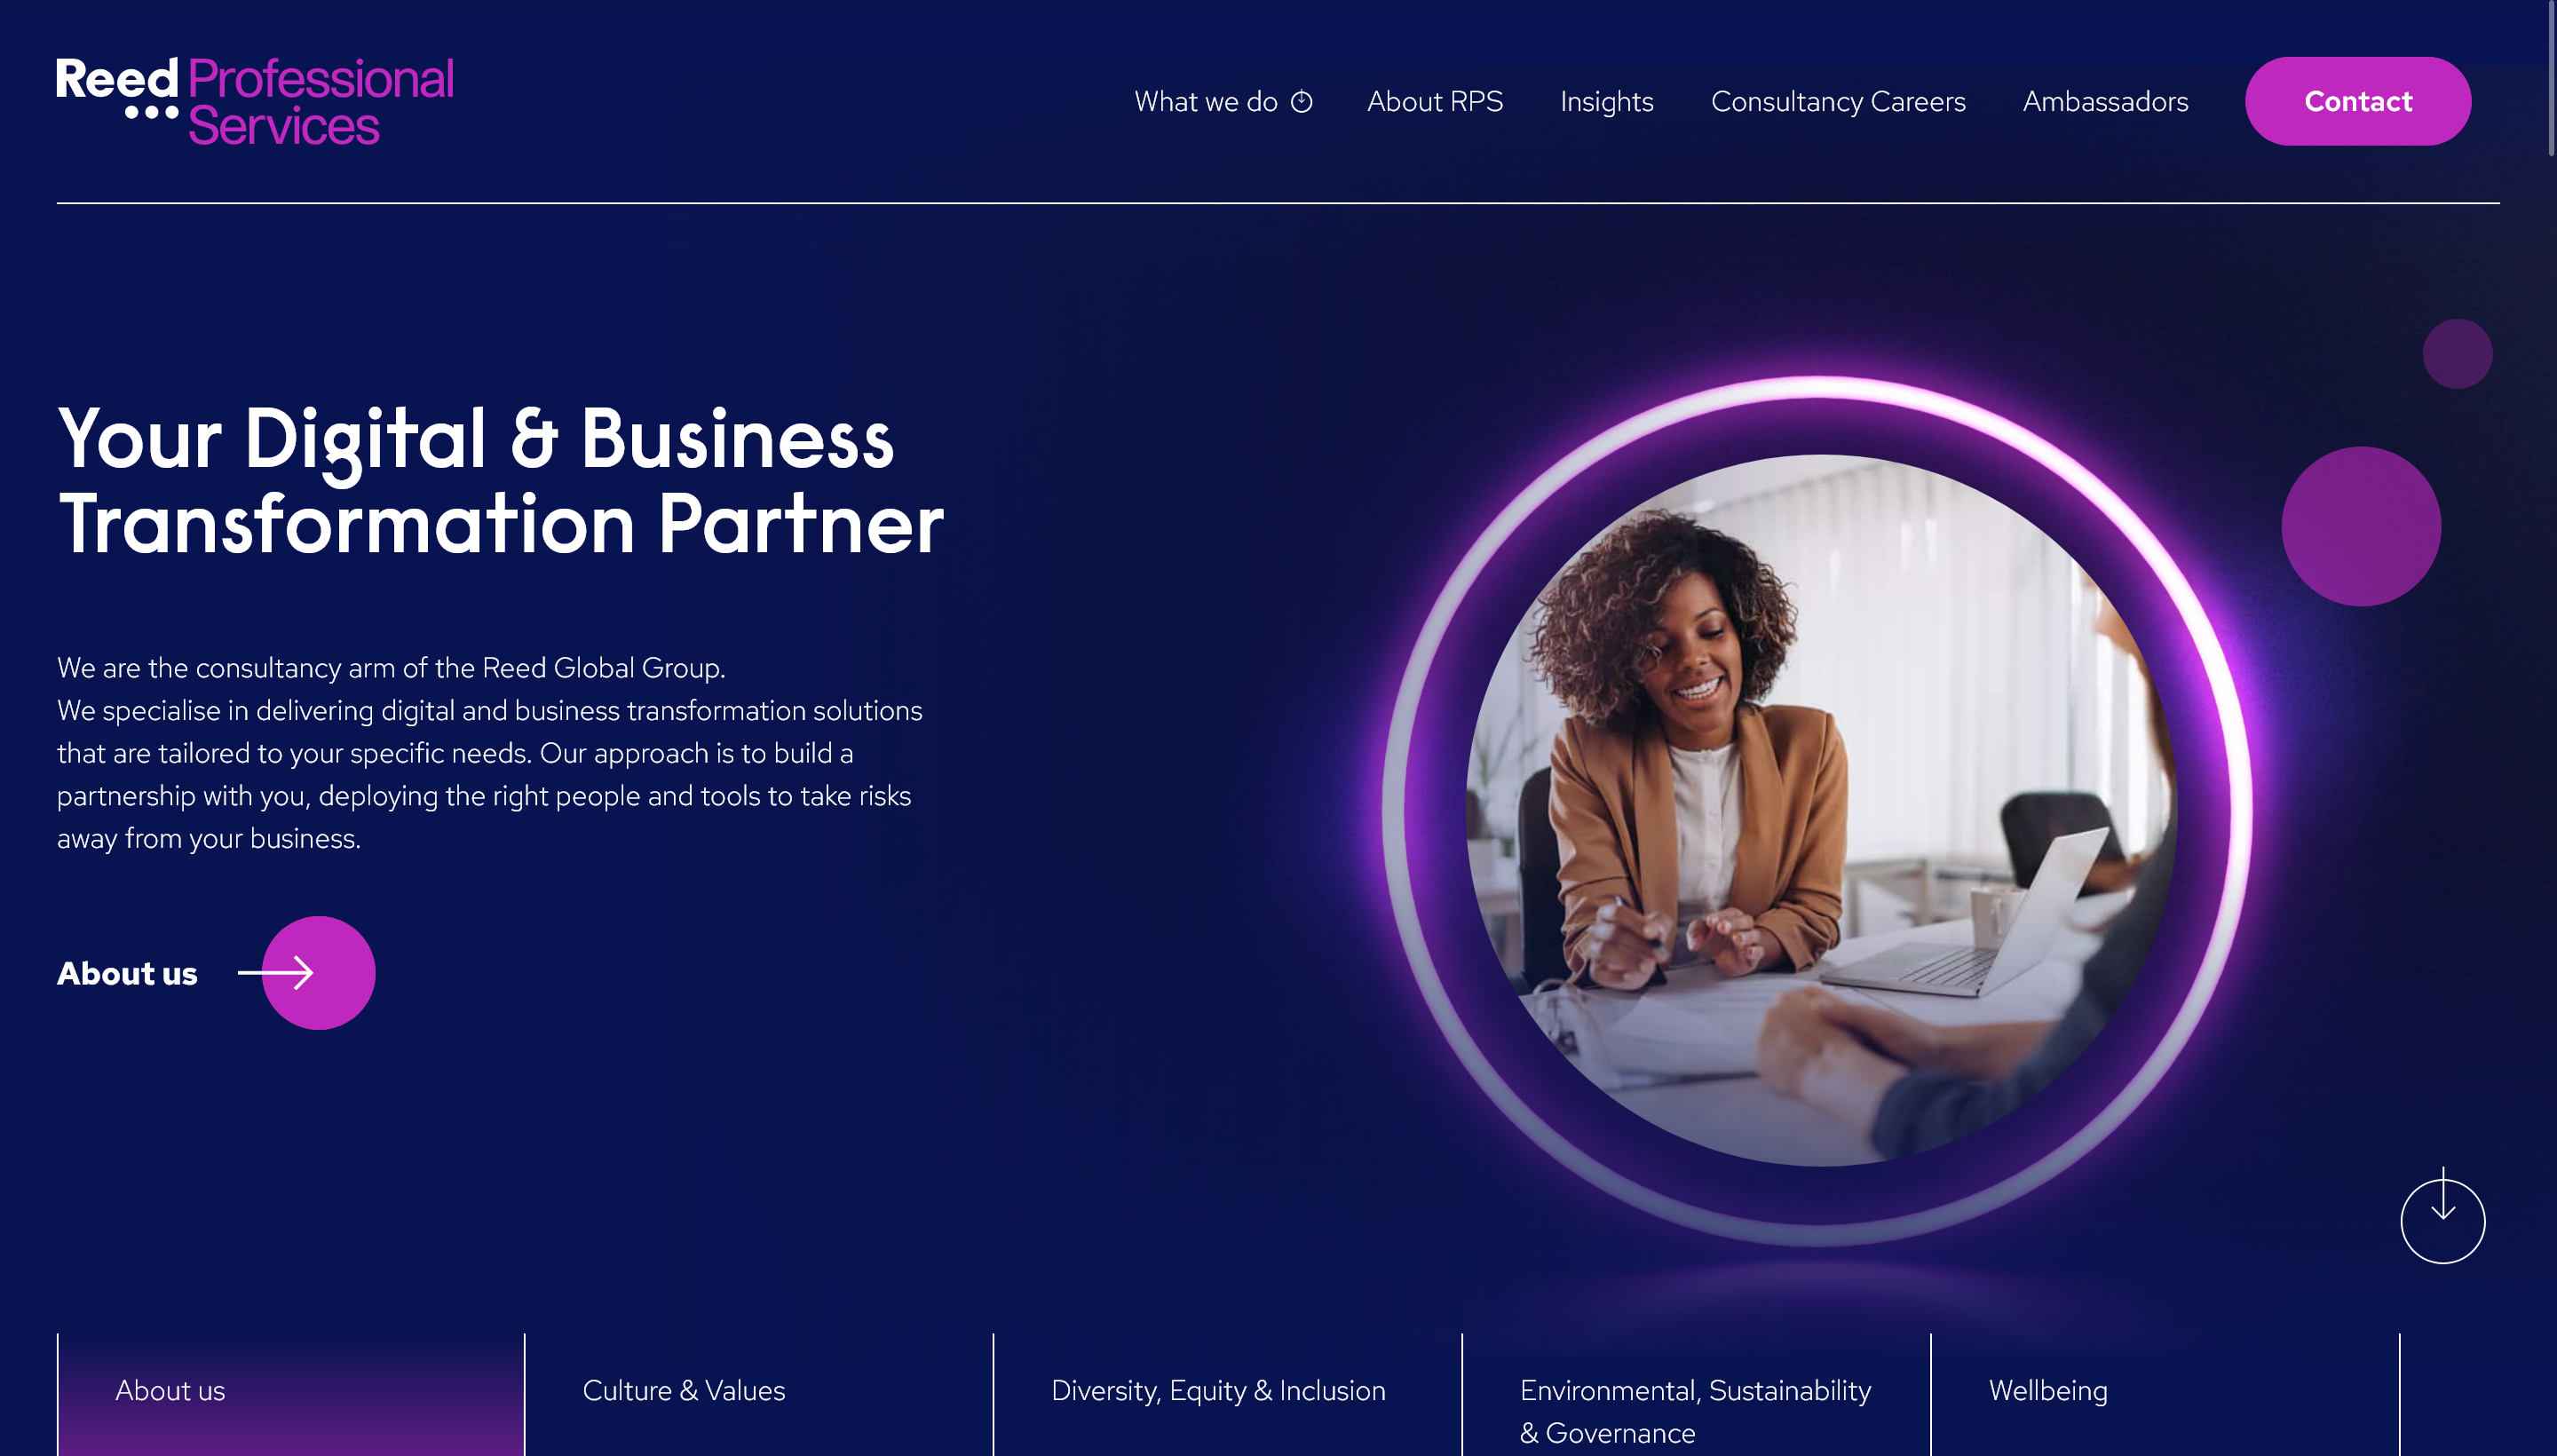 Reed Professional
Services
What we do
About RPS
Insights
Consultancy Careers
Ambassadors
Contact
Your Digital & Business
Transformation Partner
We are the consultancy arm of the Reed Global Group.
We specialise in delivering digital and business transformation solutions
that are tailored to your specific needs. Our approach is to build a
partnership with you, deploying the right people and tools to take risks
away from your business.
About us
About us
Culture & Values
Diversity, Equity & Inclusion
Environmental, Sustainability
& Governance
Wellbeing